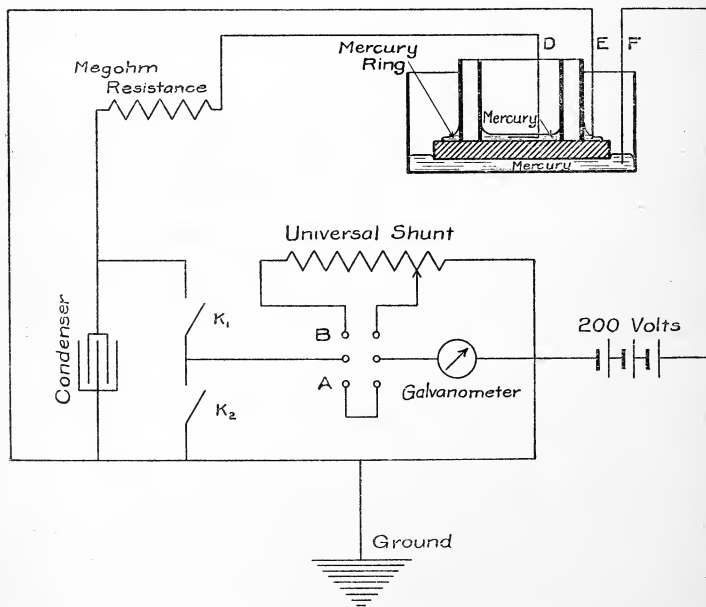 D E F
Mercury
Ring
Megohm
Resistance
Mercury
Mercury
Universal Shunt
B
K₁
200 Volts
Condenser
A
Galvanometer
K₂
Ground